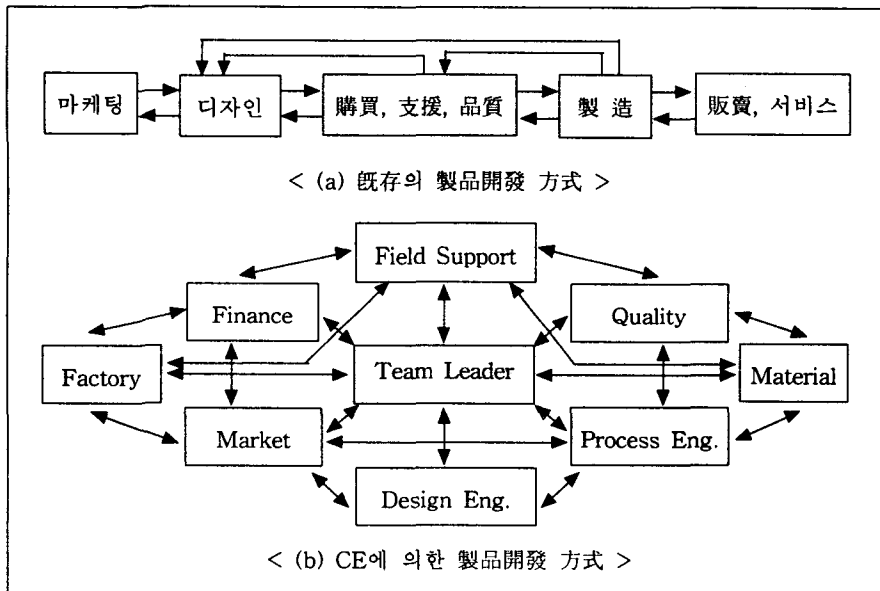 마케팅 디자인 購買, 支援, 品質 製 造 販賣, 서비스
< (a) 旣存의 製品開發 方式 >
Field Support
Finance Quality
Factory Team Leader Material
Market Process Eng.
Design Eng.
< (b) CE에 의한 製品開發 方式 >